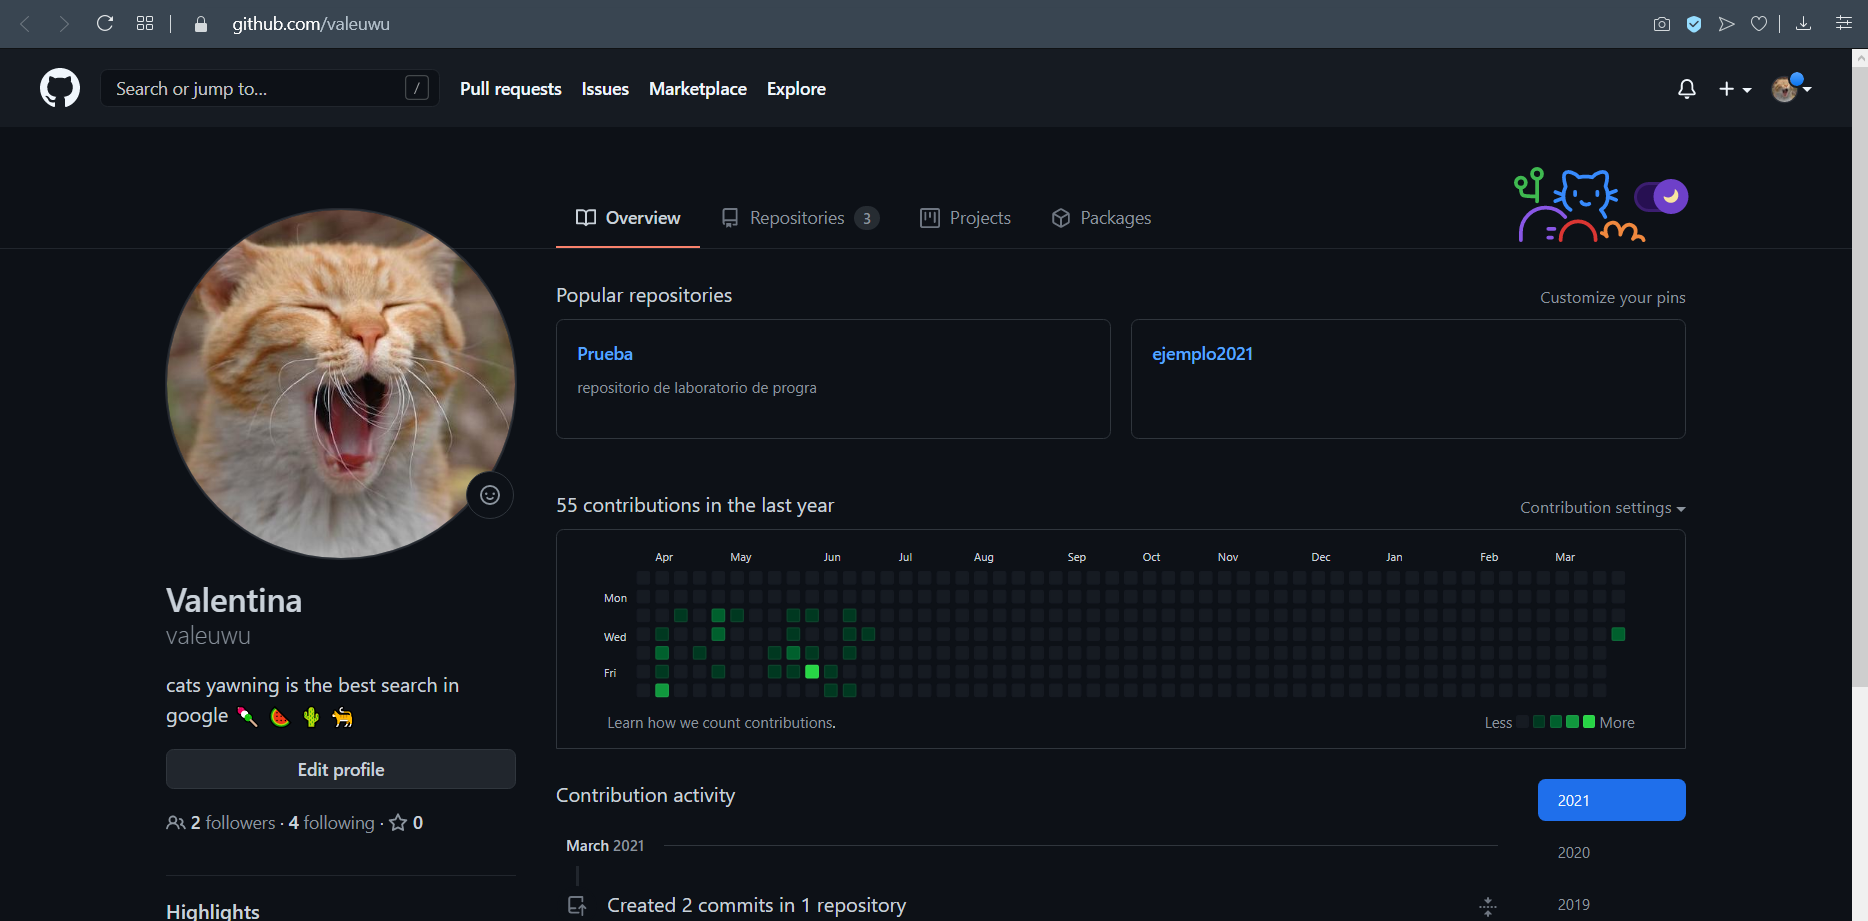 github.com/valeuwu
Search or jump to... /
Pull requests
Issues
Marketplace
Explore
Overview
Repositories 3
Projects
Packages
Popular repositories
Customize your pins
Prueba
repositorio de laboratorio de progra
ejemplo2021
55 contributions in the last year
Contribution settings
Apr May Jun Jul Aug Sep Oct Nov Dec Jan Feb Mar
Mon
Wed
Fri
Learn how we count contributions.
Less More
Valentina
valeuwu
cats yawning is the best search in
google
Edit profile
2 followers · 4 following · 0
Highlights
Contribution activity
March 2021
Created 2 commits in 1 repository
2021
2020
2019